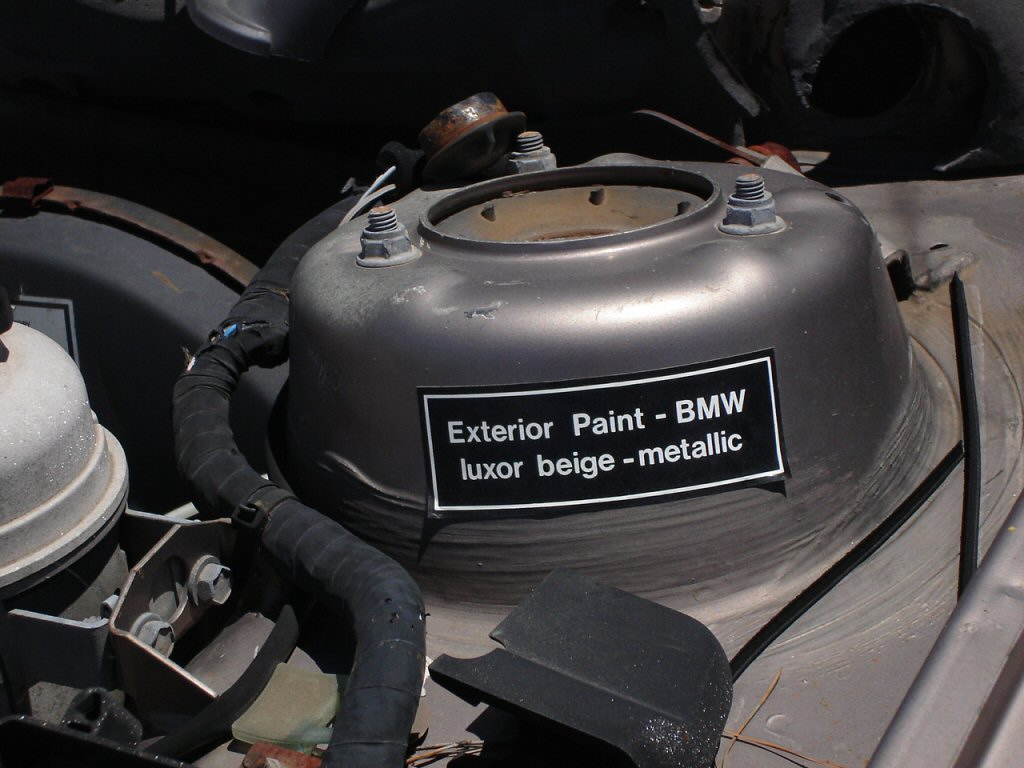 Exterior Paint - BMW
luxor beige - metallic